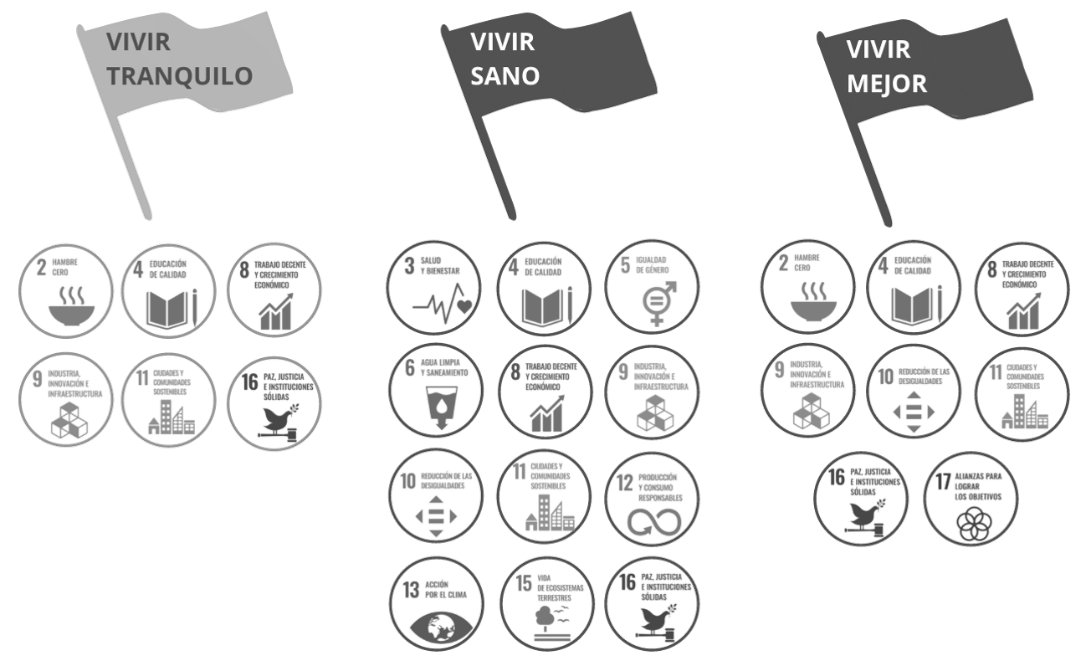 VIVIR
TRANQUILO
2 HAMBRE
CERO
4 EDUCACIÓN
DE CALIDAD
8 TRABAJO DECENTE
Y CRECIMIENTO
ECONÓMICO
9 INDUSTRIA,
INNOVACIÓN E
INFRAESTRUCTURA
11 CIUDADES Y
COMUNIDADES
SOSTENIBLES
16 PAZ, JUSTICIA
E INSTITUCIONES
SÓLIDAS
VIVIR
SANO
3 SALUD
Y BIENESTAR
4 EDUCACIÓN
DE CALIDAD
5 IGUALDAD
DE GÉNERO
6 AGUA LIMPIA
Y SANEAMIENTO
8 TRABAJO DECENTE
Y CRECIMIENTO
ECONÓMICO
9 INDUSTRIA,
INNOVACIÓN E
INFRAESTRUCTURA
10 REDUCCIÓN DE LAS
DESIGUALDADES
11 CIUDADES Y
COMUNIDADES
SOSTENIBLES
12 PRODUCCIÓN
Y CONSUMO
RESPONSABLES
13 ACCIÓN
POR EL CLIMA
15 VIDA
DE ECOSISTEMAS
TERRESTRES
16 PAZ, JUSTICIA
E INSTITUCIONES
SÓLIDAS
VIVIR
MEJOR
2 HAMBRE
CERO
4 EDUCACIÓN
DE CALIDAD
8 TRABAJO DECENTE
Y CRECIMIENTO
ECONÓMICO
9 INDUSTRIA,
INNOVACIÓN E
INFRAESTRUCTURA
10 REDUCCIÓN DE LAS
DESIGUALDADES
11 CIUDADES Y
COMUNIDADES
SOSTENIBLES
16 PAZ, JUSTICIA
E INSTITUCIONES
SÓLIDAS
17 ALIANZAS PARA
LOGRAR
LOS OBJETIVOS